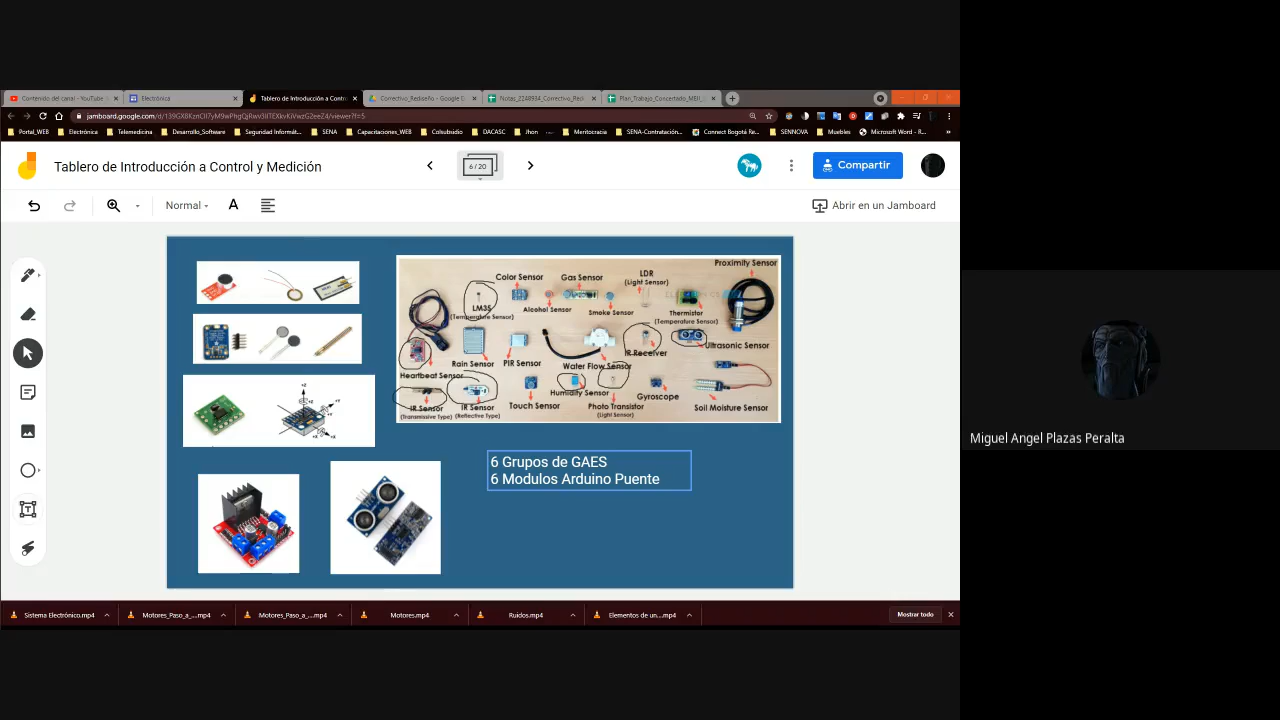 Contenido del canal - YouTube
Electrónica
Tablero de Introducción a Contro
Correctivo_Rediseño - Google D
Notas_2248934_Correctivo_Redi
Plan_Trabajo_Concertado_MSII_
Portal_WEB
Electrónica
Telemedicina
Desarrollo_Software
Seguridad Informát...
SENA
Capacitaciones_WEB
Colsubsidio
DACASC
Jhon
Meritocracia
SENA-Contratación...
Connect Bogotá Re...
SENNOVA
Muebles
Microsoft Word - R...
Tablero de Introducción a Control y Medición
6 / 20
Compartir
Normal
A
Abrir en un Jamboard
Color Sensor
Gas Sensor
LDR
(Light Sensor)
Proximity Sensor
LM35
(Temperature Sensor)
Alcohol Sensor
Smoke Sensor
Thermistor
(Temperature Sensor)
Rain Sensor
PIR Sensor
Water Flow Sensor
IR Receiver
Ultrasonic Sensor
Heartbeat Sensor
IR Sensor
(Transmissive Type)
IR Sensor
(Reflective Type)
Touch Sensor
Humidity Sensor
Photo Transistor
(Light Sensor)
Gyroscope
Soil Moisture Sensor
+Z
+Y
+X
6 Grupos de GAES
6 Modulos Arduino Puente
Sistema Electrónico.mp4
Motores_Paso_a_....mp4
Motores_Paso_a_....mp4
Motores.mp4
Ruidos.mp4
Elementos de un....mp4
Mostrar todo
Miguel Angel Plazas Peralta